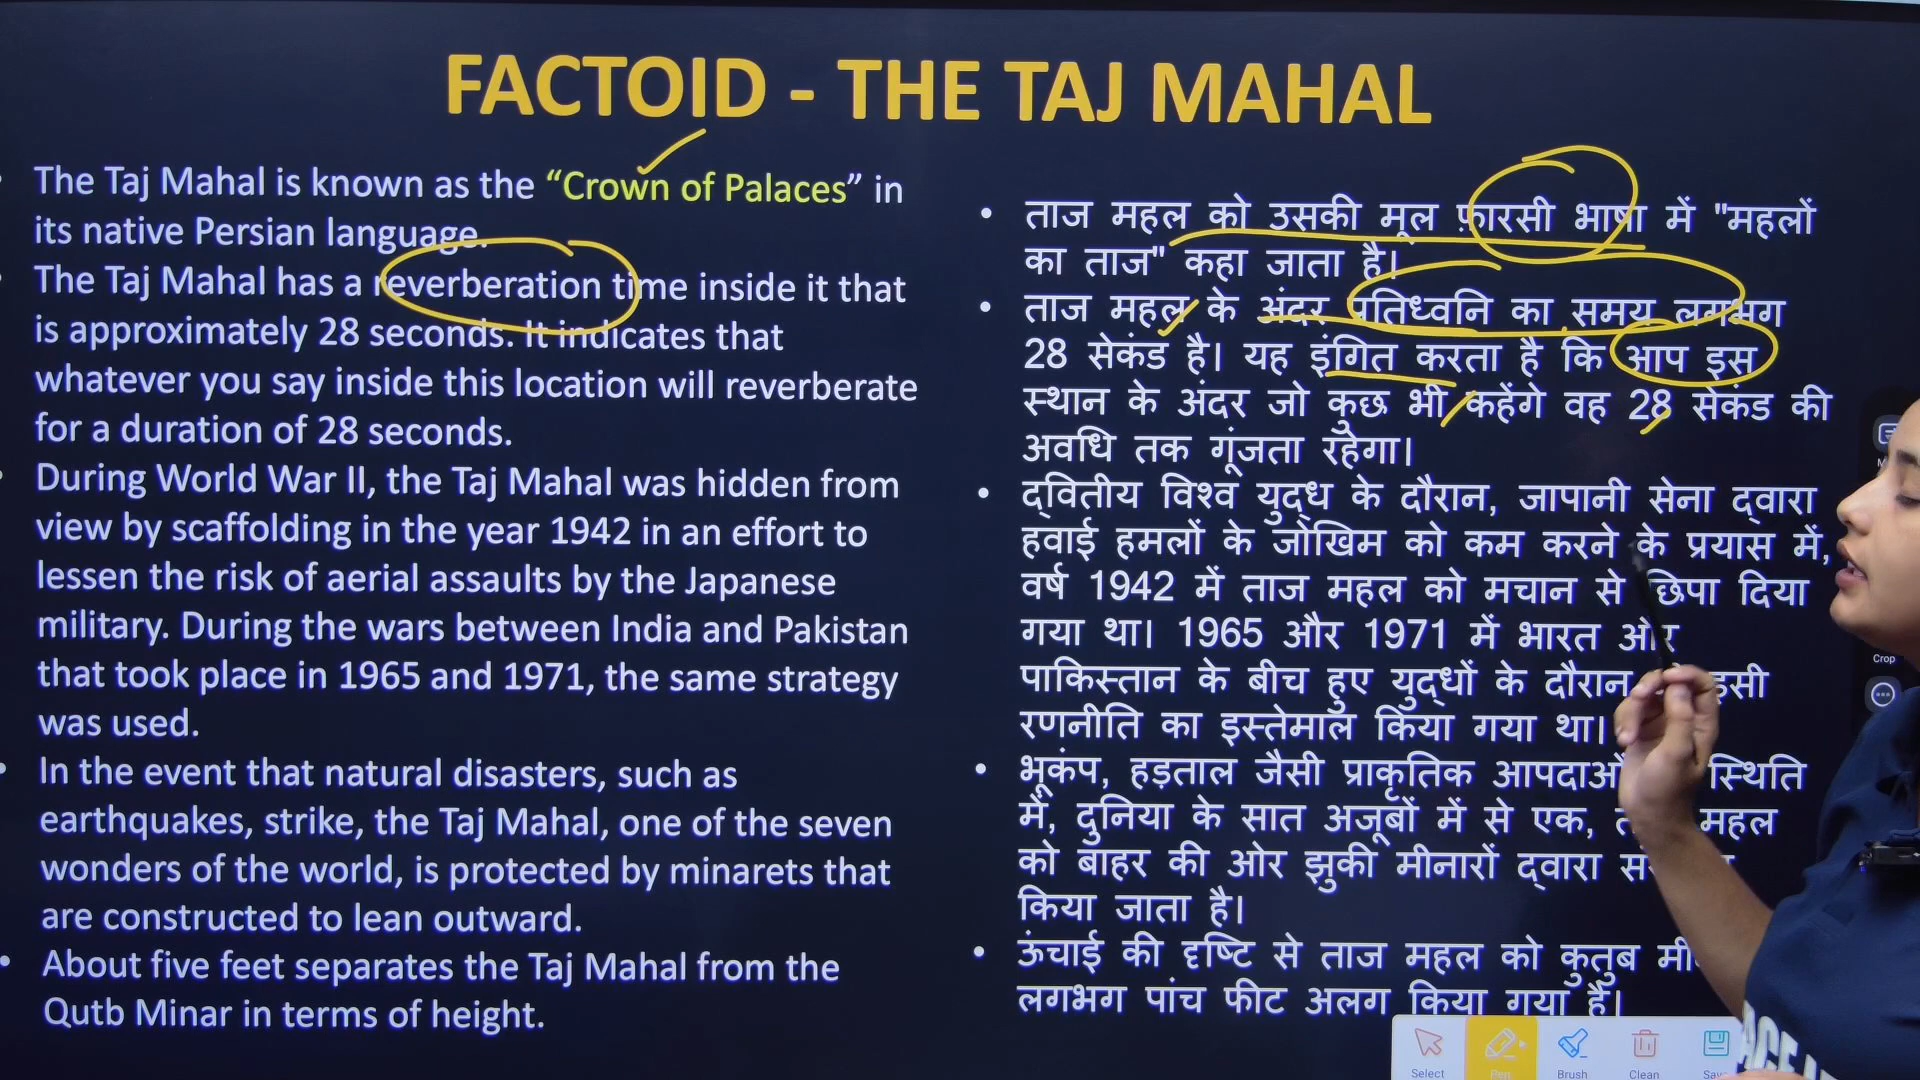 FACTOID - THE TAJ MAHAL
The Taj Mahal is known as the “Crown of Palaces” in
its native Persian language.
The Taj Mahal has a reverberation time inside it that
is approximately 28 seconds. It indicates that
whatever you say inside this location will reverberate
for a duration of 28 seconds.
During World War II, the Taj Mahal was hidden from
view by scaffolding in the year 1942 in an effort to
lessen the risk of aerial assaults by the Japanese
military. During the wars between India and Pakistan
that took place in 1965 and 1971, the same strategy
was used.
In the event that natural disasters, such as
earthquakes, strike, the Taj Mahal, one of the seven
wonders of the world, is protected by minarets that
are constructed to lean outward.
About five feet separates the Taj Mahal from the
Qutb Minar in terms of height.
ताज महल को उसकी मूल फ़ारसी भाषा में "महलों
का ताज" कहा जाता है।
ताज महल के अंदर प्रतिध्वनि का समय लगभग
28 सेकंड है। यह इंगित करता है कि आप इस
स्थान के अंदर जो कुछ भी कहेंगे वह 28 सेकंड की
अवधि तक गूंजता रहेगा।
द्वितीय विश्व युद्ध के दौरान, जापानी सेना द्वारा
हवाई हमलों के जोखिम को कम करने के प्रयास में,
वर्ष 1942 में ताज महल को मचान से छिपा दिया
गया था। 1965 और 1971 में भारत और
पाकिस्तान के बीच हुए युद्धों के दौरान इसी
रणनीति का इस्तेमाल किया गया था।
भूकंप, हड़ताल जैसी प्राकृतिक आपदाओं स्थिति
में, दुनिया के सात अजूबों में से एक, महल
को बाहर की ओर झुकी मीनारों द्वारा
किया जाता है।
ऊंचाई की दृष्टि से ताज महल को कुतुब
लगभग पांच फीट अलग किया गया है।
Crop
Select
Pen
Brush
Clean